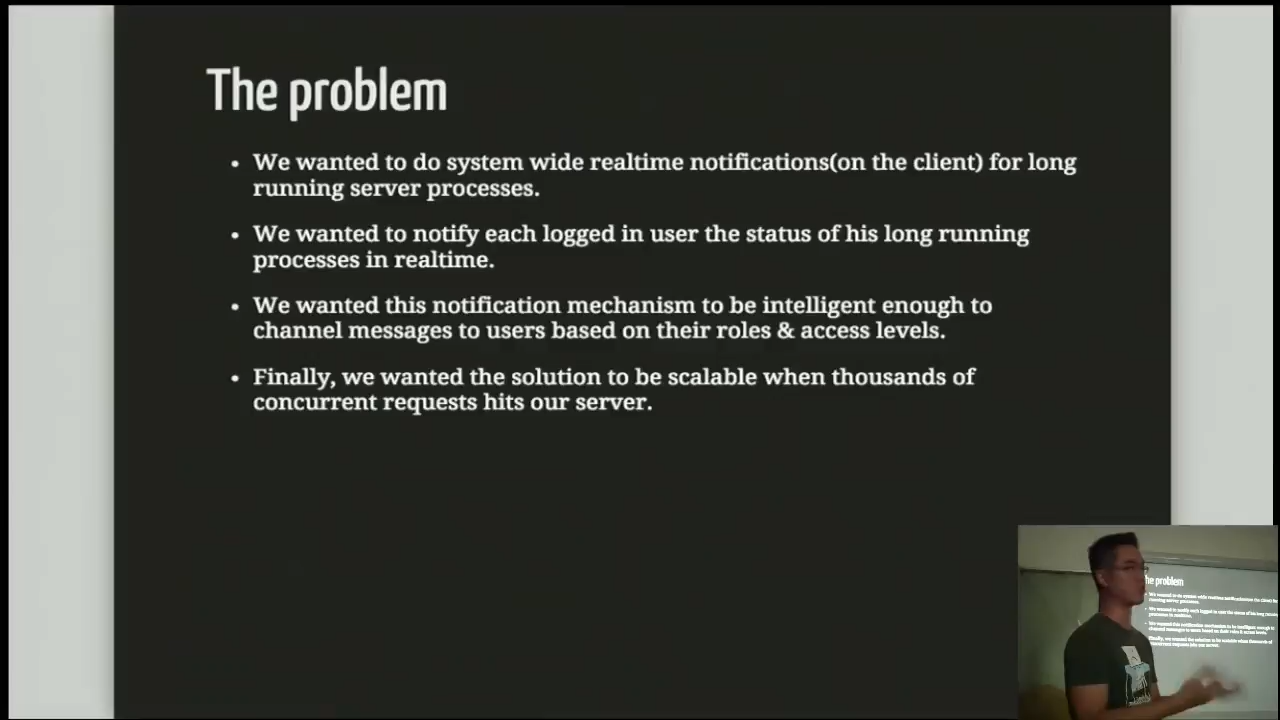 The problem
We wanted to do system wide realtime notifications(on the client) for long
running server processes.
We wanted to notify each logged in user the status of his long running
processes in realtime.
We wanted this notification mechanism to be intelligent enough to
channel messages to users based on their roles & access levels.
Finally, we wanted the solution to be scalable when thousands of
concurrent requests hits our server.
he problem